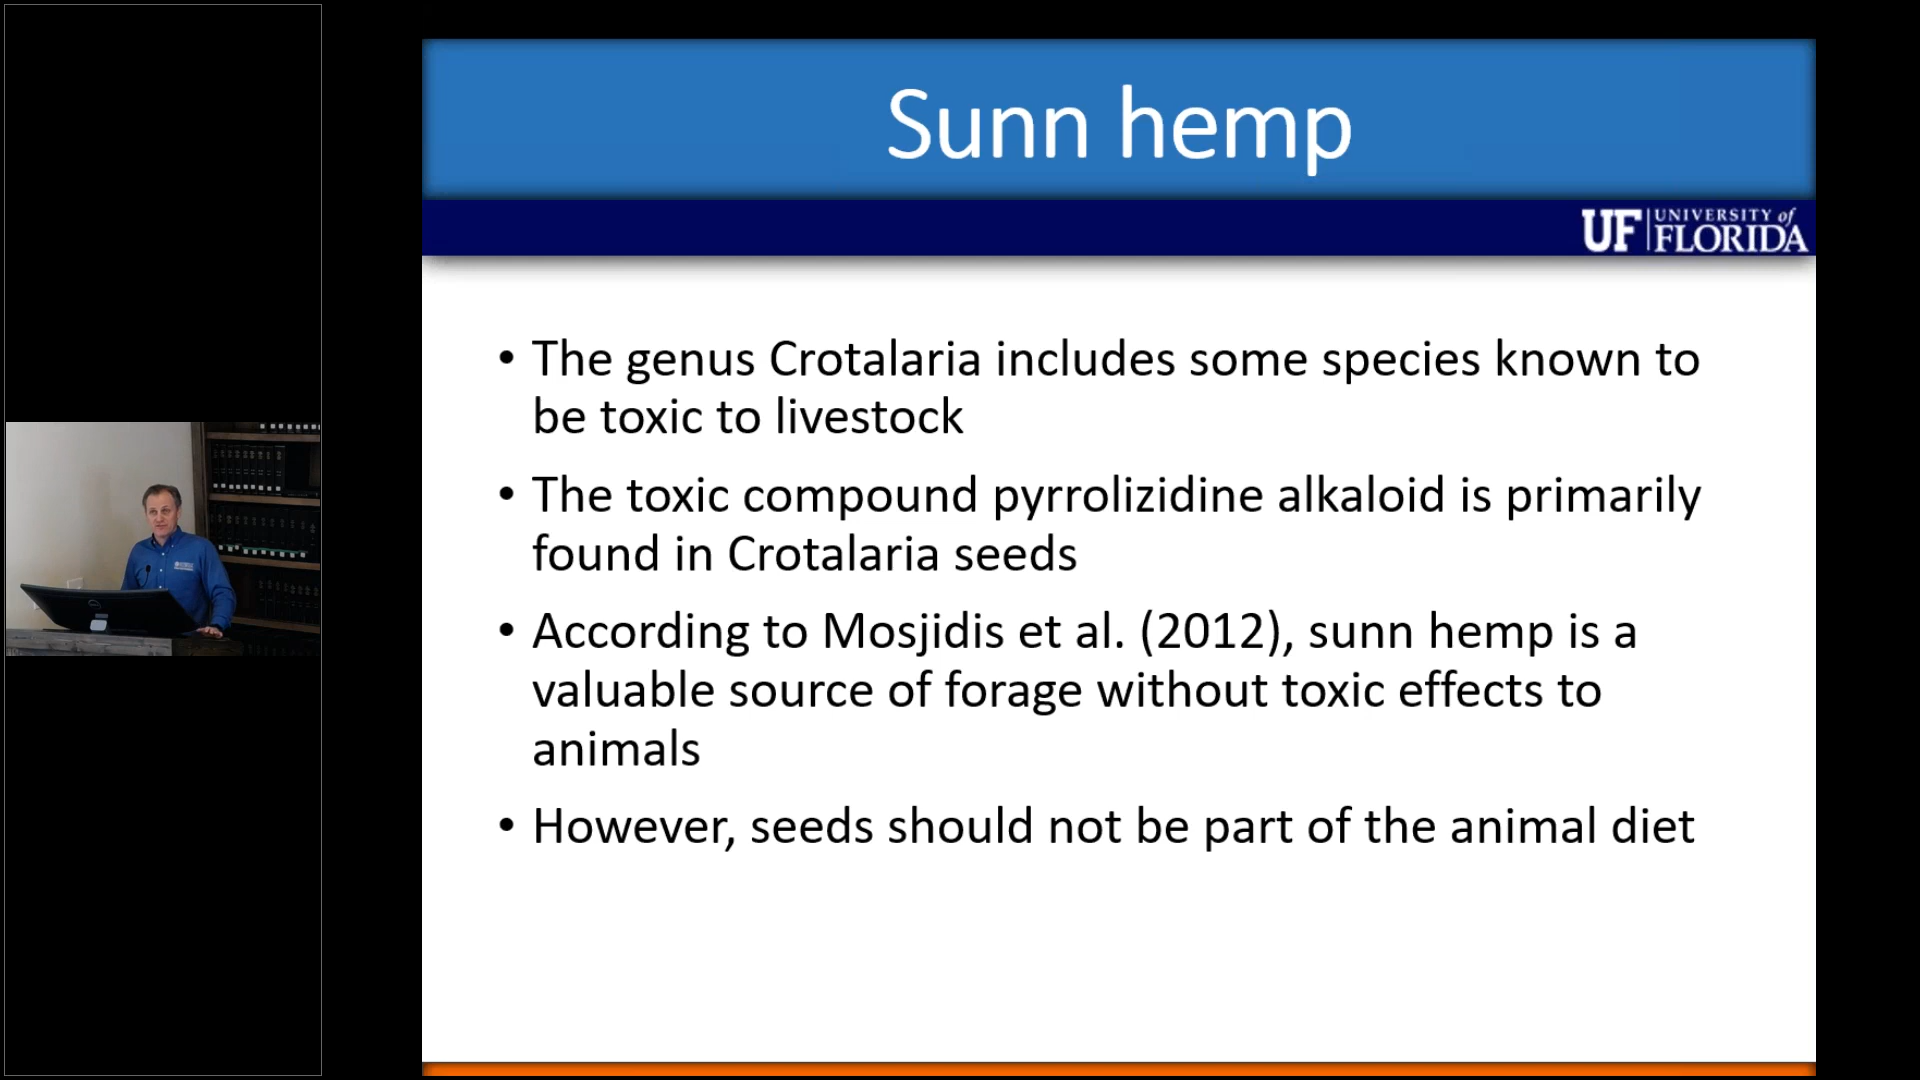 Sunn hemp
UF UNIVERSITY of
FLORIDA
• The genus Crotalaria includes some species known to
be toxic to livestock
• The toxic compound pyrrolizidine alkaloid is primarily
found in Crotalaria seeds
• According to Mosjidis et al. (2012), sunn hemp is a
valuable source of forage without toxic effects to
animals
• However, seeds should not be part of the animal diet